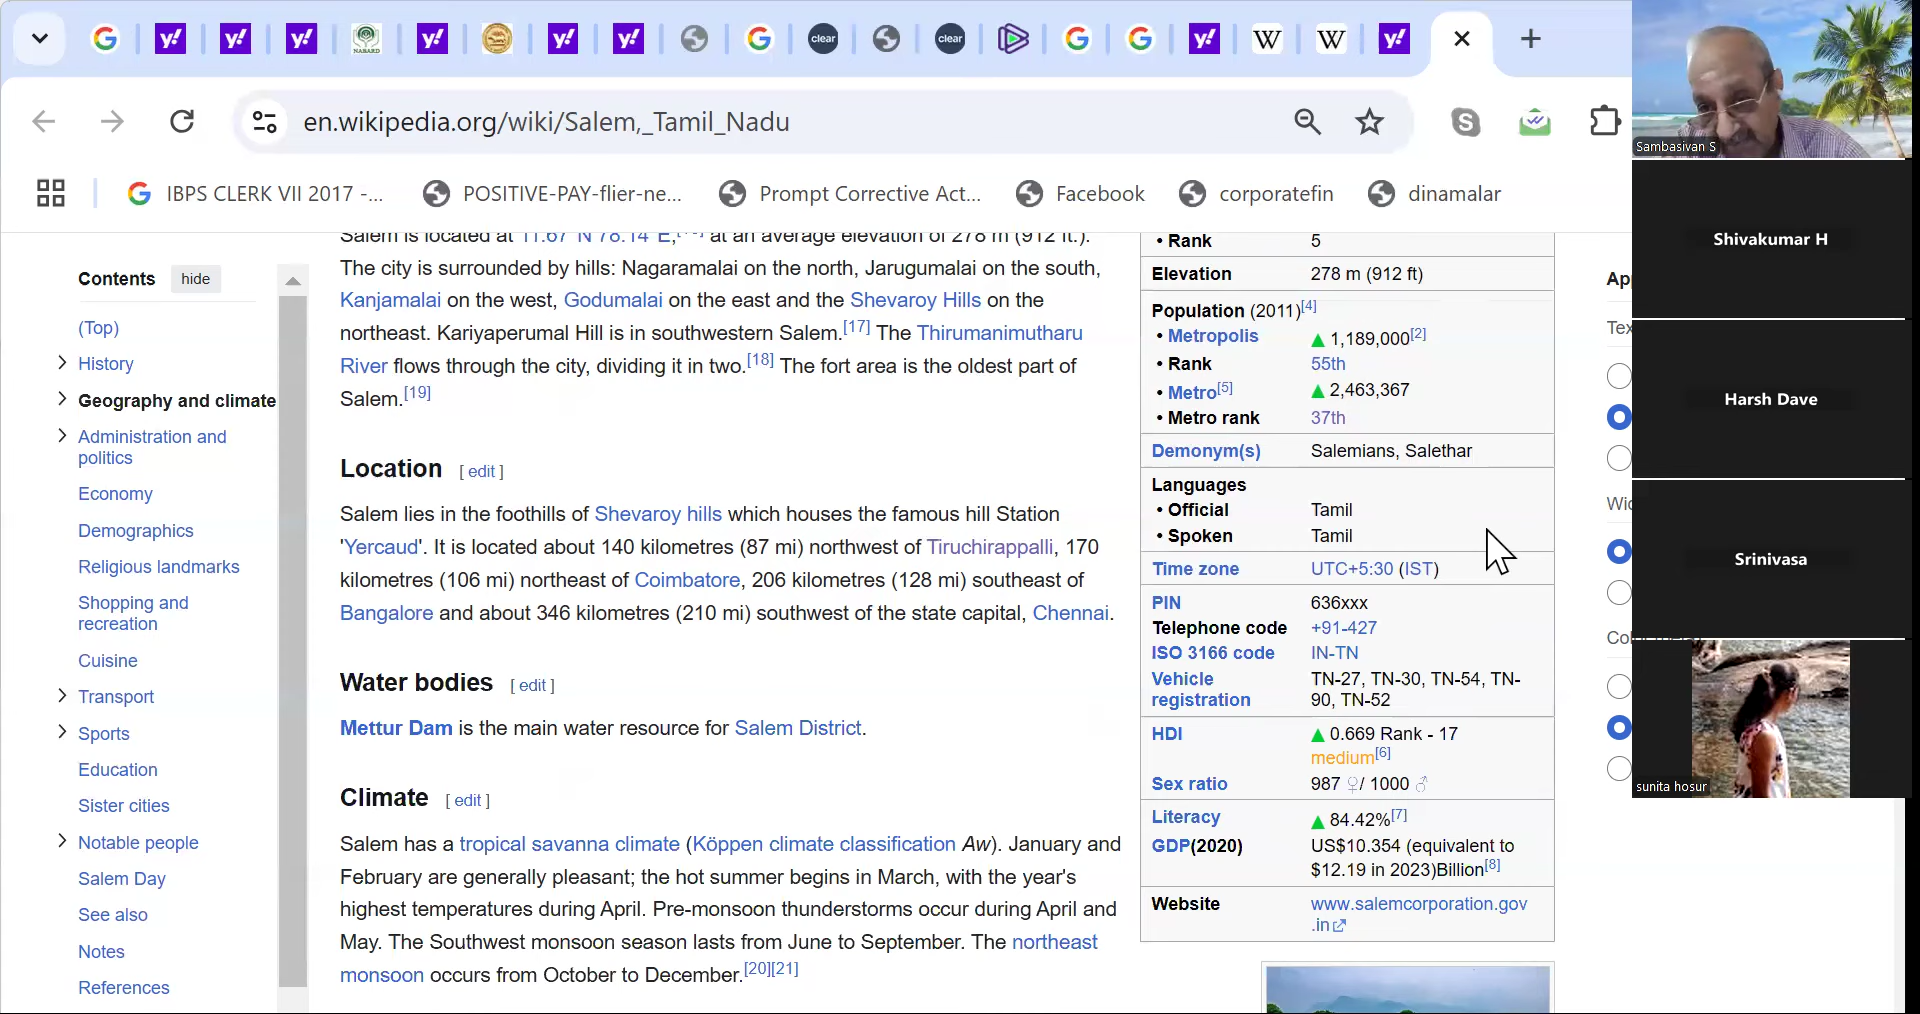 en.wikipedia.org/wiki/Salem,_Tamil_Nadu
IBPS CLERK VII 2017 -...
POSITIVE-PAY-flier-ne...
Prompt Corrective Act...
Facebook
corporatefin
dinamalar
Contents hide
(Top)
History
Geography and climate
Administration and
politics
Economy
Demographics
Religious landmarks
Shopping and
recreation
Cuisine
Transport
Sports
Education
Sister cities
Notable people
Salem Day
See also
Notes
References
Salem is located at 11.67°N 78.14°E, at an average elevation of 278 m (912 ft.).
The city is surrounded by hills: Nagaramalai on the north, Jarugumalai on the south,
Kanjamalai on the west, Godumalai on the east and the Shevaroy Hills on the
northeast. Kariyaperumal Hill is in southwestern Salem.[17] The Thirumanimutharu
River flows through the city, dividing it in two.[18] The fort area is the oldest part of
Salem.[19]
Location [ edit ]
Salem lies in the foothills of Shevaroy hills which houses the famous hill Station
'Yercaud'. It is located about 140 kilometres (87 mi) northwest of Tiruchirappalli, 170
kilometres (106 mi) northeast of Coimbatore, 206 kilometres (128 mi) southeast of
Bangalore and about 346 kilometres (210 mi) southwest of the state capital, Chennai.
Water bodies [ edit ]
Mettur Dam is the main water resource for Salem District.
Climate [ edit ]
Salem has a tropical savanna climate (Köppen climate classification Aw). January and
February are generally pleasant; the hot summer begins in March, with the year's
highest temperatures during April. Pre-monsoon thunderstorms occur during April and
May. The Southwest monsoon season lasts from June to September. The northeast
monsoon occurs from October to December.[20][21]
• Rank 5
Elevation 278 m (912 ft)
Population (2011)[4]
• Metropolis ▲ 1,189,000[2]
• Rank 55th
• Metro[5] ▲ 2,463,367
• Metro rank 37th
Demonym(s) Salemians, Salethar
Languages
• Official Tamil
• Spoken Tamil
Time zone UTC+5:30 (IST)
PIN 636xxx
Telephone code +91-427
ISO 3166 code IN-TN
Vehicle TN-27, TN-30, TN-54, TN-
registration 90, TN-52
HDI ▲ 0.669 Rank - 17
medium[6]
Sex ratio 987 ♀/ 1000 ♂
Literacy ▲ 84.42%[7]
GDP(2020) US$10.354 (equivalent to
$12.19 in 2023)Billion[8]
Website www.salemcorporation.gov
.in
Sambasivan S
Shivakumar H
Harsh Dave
Srinivasa
sunita hosur